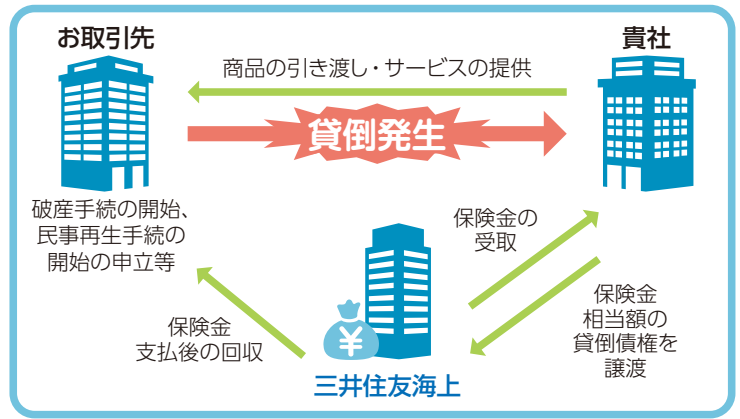 お取引先
貴社
商品の引き渡し・サービスの提供
貸倒発生
破産手続の開始、
民事再生手続の
開始の申立等
保険金の
受取
保険金
相当額の
貸倒債権を
譲渡
保険金
支払後の回収
¥
三井住友海上